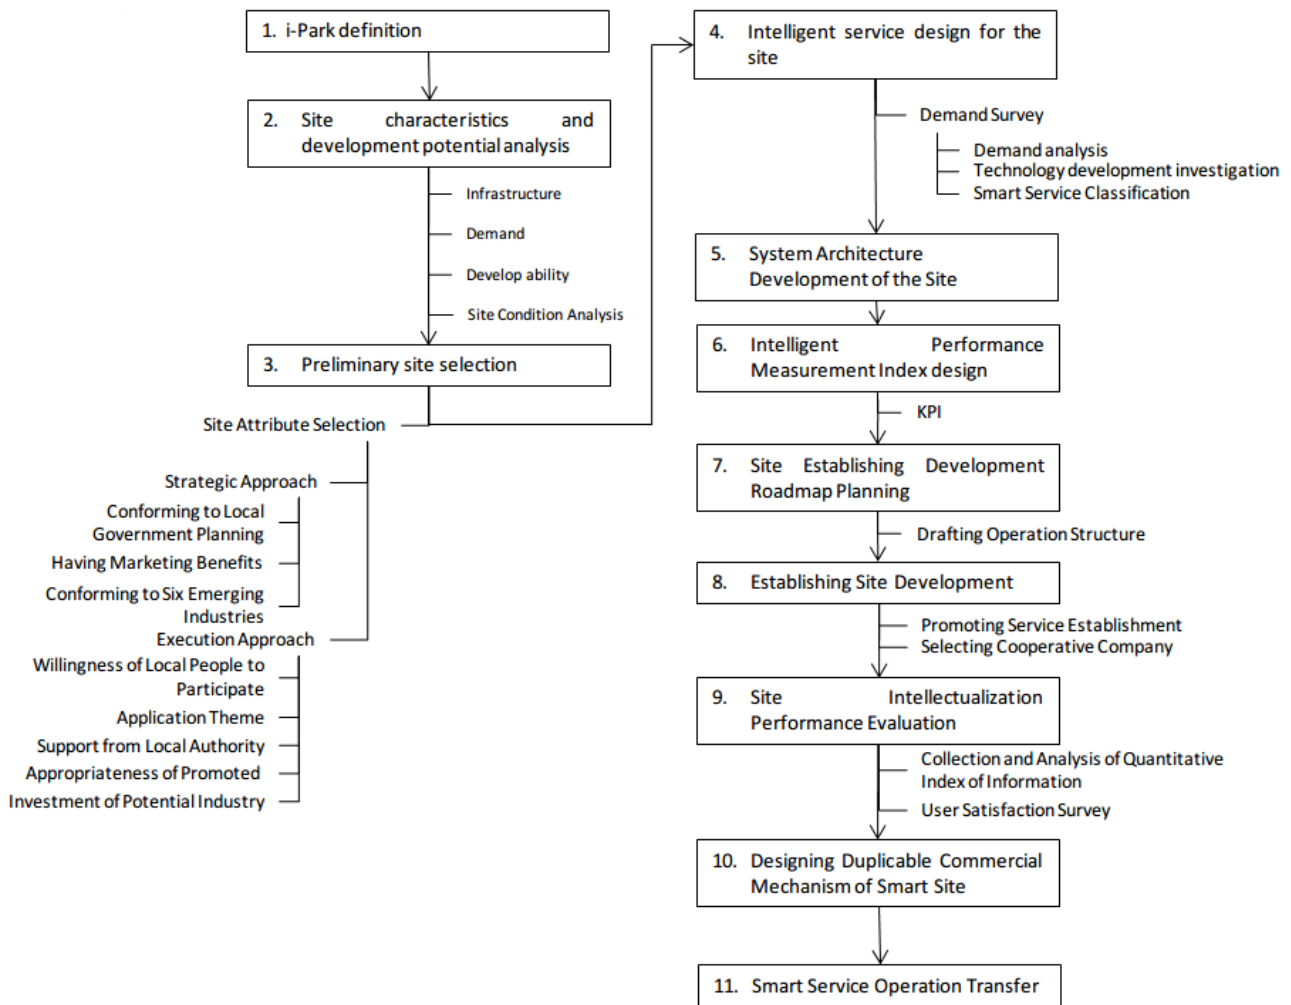 1. i-Park definition
2. Site characteristics and
development potential analysis
Infrastructure
Demand
Develop ability
Site Condition Analysis
3. Preliminary site selection
Site Attribute Selection
Strategic Approach
Conforming to Local
Government Planning
Having Marketing Benefits
Conforming to Six Emerging
Industries
Execution Approach
Willingness of Local People to
Participate
Application Theme
Support from Local Authority
Appropriateness of Promoted
Investment of Potential Industry
4. Intelligent service design for the
site
Demand Survey
Demand analysis
Technology development investigation
Smart Service Classification
5. System Architecture
Development of the Site
6. Intelligent Performance
Measurement Index design
KPI
7. Site Establishing Development
Roadmap Planning
Drafting Operation Structure
8. Establishing Site Development
Promoting Service Establishment
Selecting Cooperative Company
9. Site Intellectualization
Performance Evaluation
Collection and Analysis of Quantitative
Index of Information
User Satisfaction Survey
10. Designing Duplicable Commercial
Mechanism of Smart Site
11. Smart Service Operation Transfer